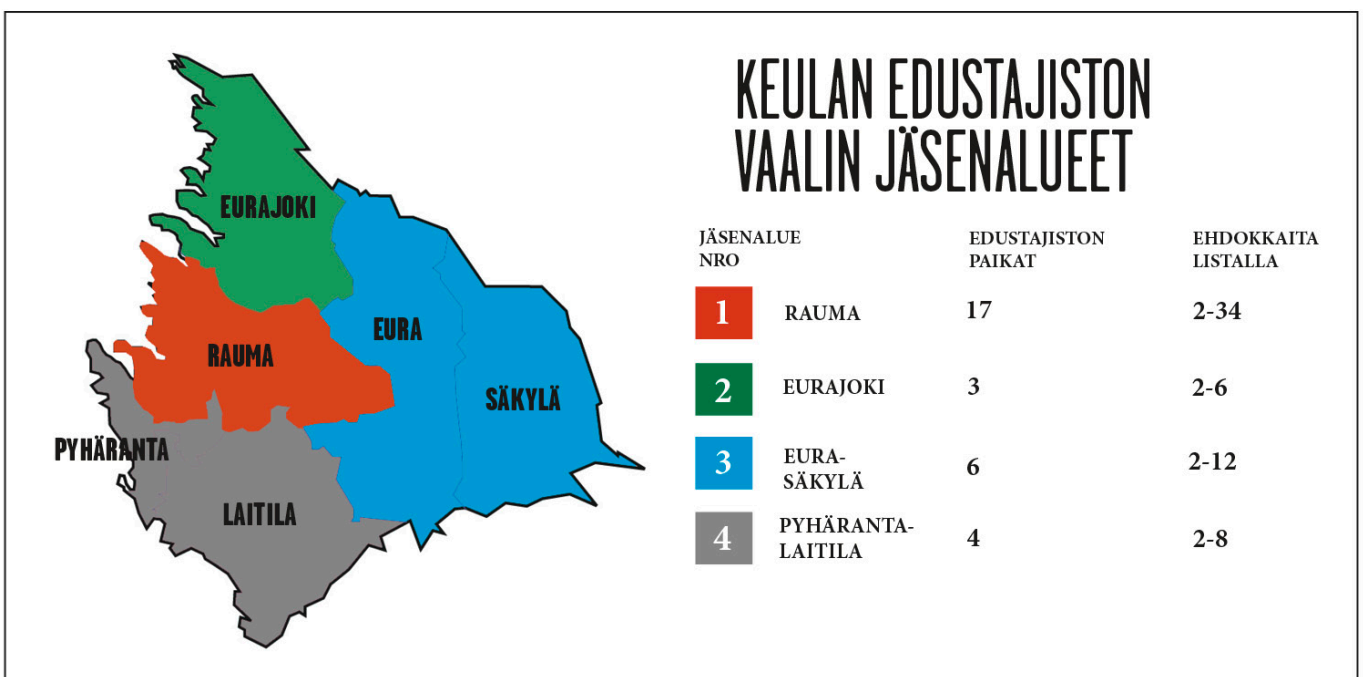 KEULAN EDUSTAJISTON
VAALIN JÄSENALUEET
EURAJOKI
RAUMA
EURA
SÄKYLÄ
PYHÄRANTA
LAITILA
JÄSENALUE
NRO
EDUSTAJISTON
PAIKAT
EHDOKKAITA
LISTALLA
1 RAUMA 17 2-34
2 EURAJOKI 3 2-6
3 EURA-
SÄKYLÄ 6 2-12
4 PYHÄRANTA-
LAITILA 4 2-8